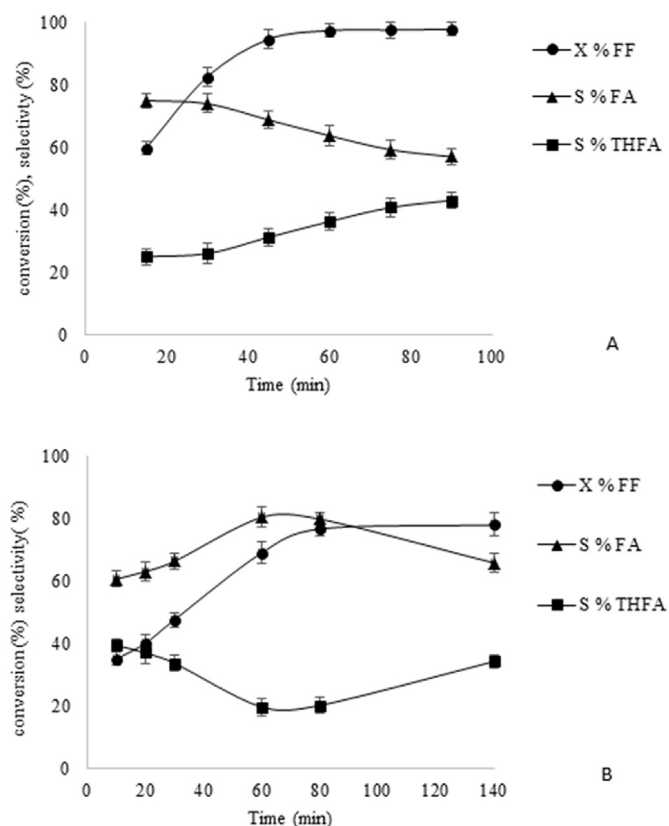 100
80
60
40
20
0
conversion(%), selectivity (%)
0 20 40 60 80 100
Time (min)
X % FF
S % FA
S % THFA
A
100
80
60
40
20
0
conversion(%) selectivity( %)
0 20 40 60 80 100 120 140
Time (min)
X % FF
S % FA
S % THFA
B